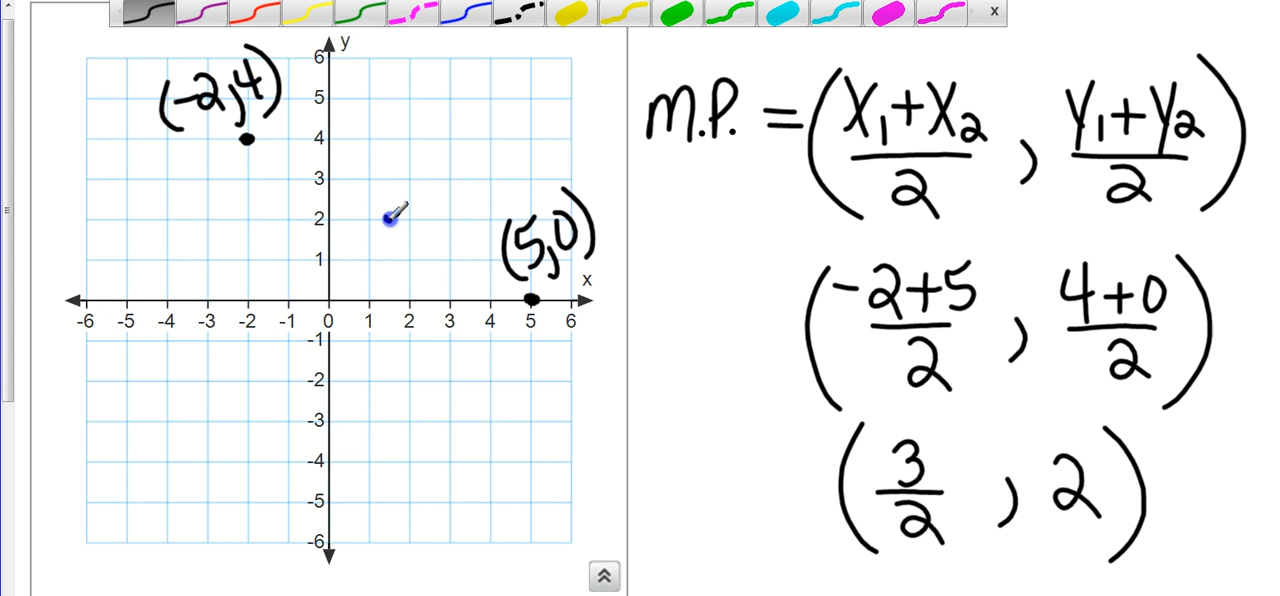 x
y
6
(-2,4)
5
4
3
2
(5,0)
1
x
-6 -5 -4 -3 -2 -1 0 1 2 3 4 5 6
-1
-2
-3
-4
-5
-6
M.P. = (X₁+X₂/2 , Y₁+Y₂/2)
(-2+5/2 , 4+0/2)
(3/2 , 2)